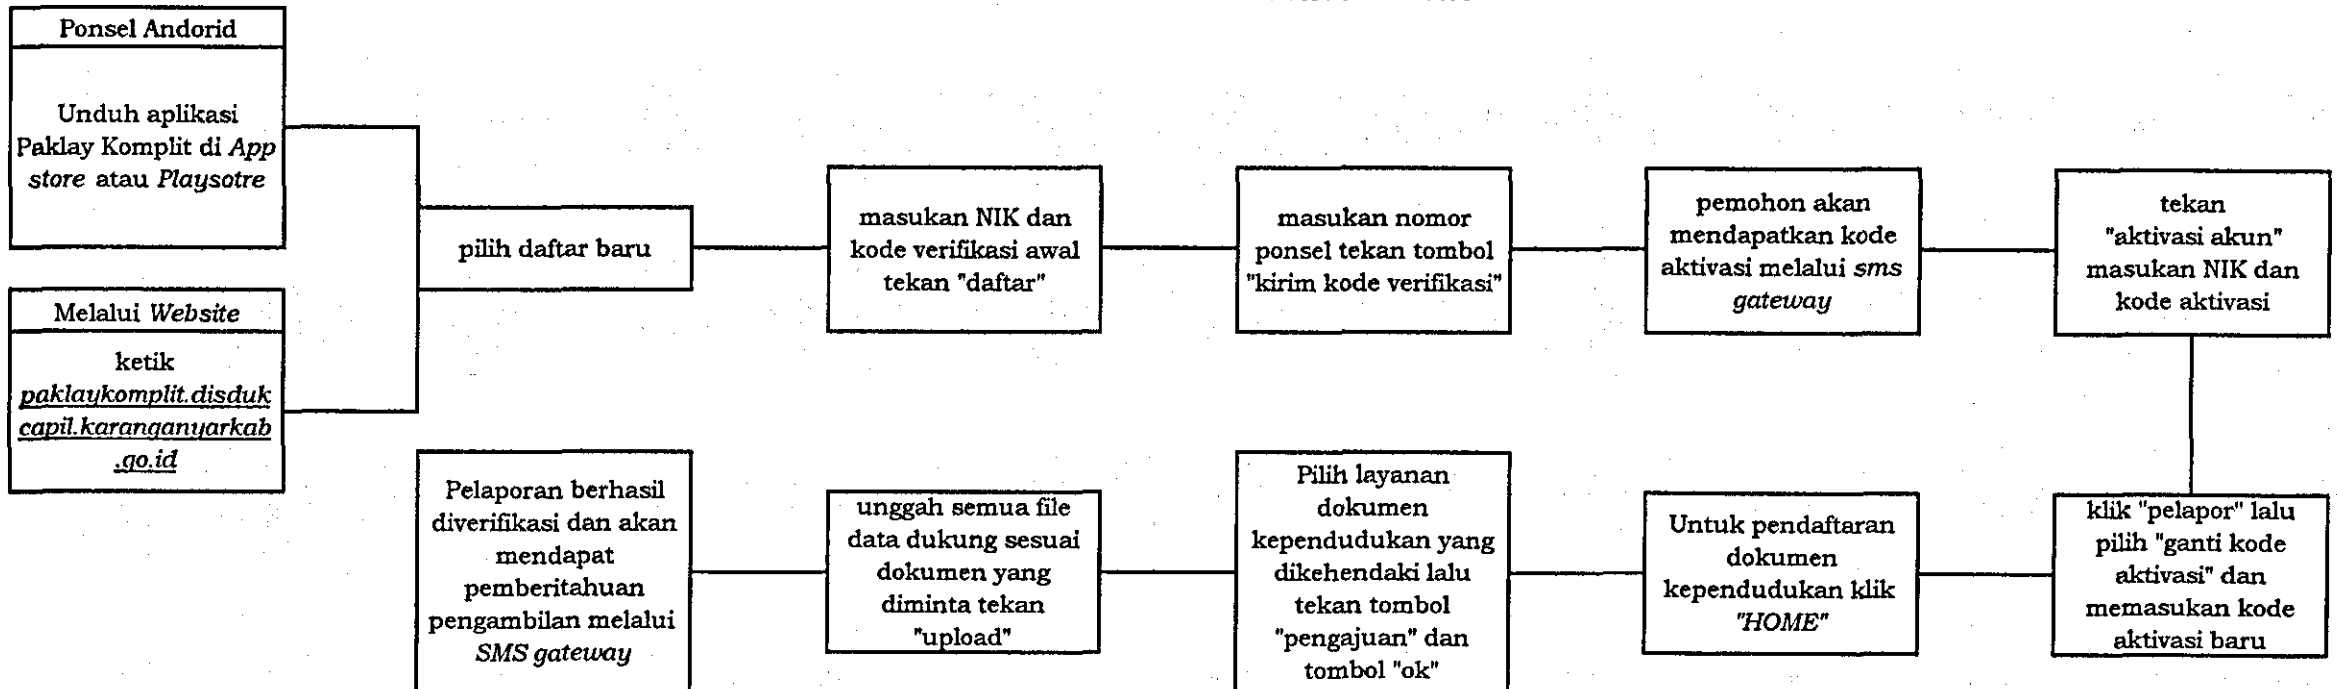 Ponsel Andorid
Unduh aplikasi
Paklay Komplit di App
store atau Playsotre
Melalui Website
ketik
paklaykomplit.disduk
capil.karanganyarkab
.go.id
pilih daftar baru
masukan NIK dan
kode verifikasi awal
tekan "daftar"
masukan nomor
ponsel tekan tombol
"kirim kode verifikasi"
pemohon akan
mendapatkan kode
aktivasi melalui sms
gateway
tekan
"aktivasi akun"
masukan NIK dan
kode aktivasi
klik "pelapor" lalu
pilih "ganti kode
aktivasi" dan
memasukan kode
aktivasi baru
Untuk pendaftaran
dokumen
kependudukan klik
"HOME"
Pilih layanan
dokumen
kependudukan yang
dikehendaki lalu
tekan tombol
"pengajuan" dan
tombol "ok"
unggah semua file
data dukung sesuai
dokumen yang
diminta tekan
"upload"
Pelaporan berhasil
diverifikasi dan akan
mendapat
pemberitahuan
pengambilan melalui
SMS gateway